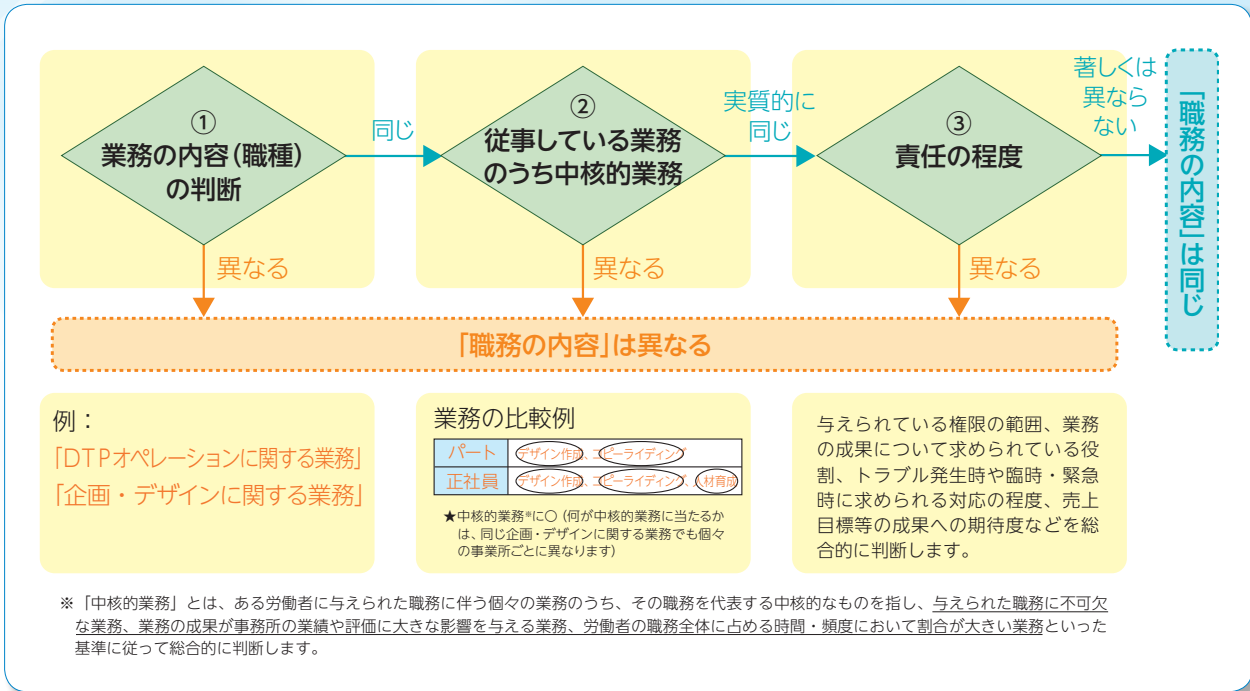 ①
業務の内容(職種)
の判断
同じ
②
従事している業務
のうち中核的業務
実質的に
同じ
③
責任の程度
著しくは
異なら
ない
「職務の内容」は同じ
異なる
異なる
異なる
「職務の内容」は異なる
例：
「DTPオペレーションに関する業務」
「企画・デザインに関する業務」
業務の比較例
パート デザイン作成、コピーライディング
正社員 デザイン作成、コピーライディング、人材育成
★中核的業務※に○（何が中核的業務に当たるか
は、同じ企画・デザインに関する業務でも個々
の事業所ごとに異なります）
与えられている権限の範囲、業務
の成果について求められている役
割、トラブル発生時や臨時・緊急
時に求められる対応の程度、売上
目標等の成果への期待度などを総
合的に判断します。
※「中核的業務」とは、ある労働者に与えられた職務に伴う個々の業務のうち、その職務を代表する中核的なものを指し、与えられた職務に不可欠
な業務、業務の成果が事務所の業績や評価に大きな影響を与える業務、労働者の職務全体に占める時間・頻度において割合が大きい業務といった
基準に従って総合的に判断します。